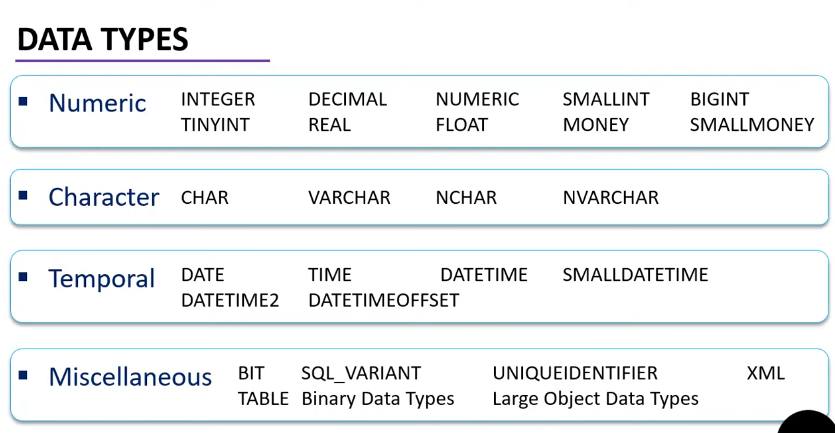 DATA TYPES
▪ Numeric INTEGER DECIMAL NUMERIC SMALLINT BIGINT
TINYINT REAL FLOAT MONEY SMALLMONEY
▪ Character CHAR VARCHAR NCHAR NVARCHAR
▪ Temporal DATE TIME DATETIME SMALLDATETIME
DATETIME2 DATETIMEOFFSET
▪ Miscellaneous BIT SQL_VARIANT UNIQUEIDENTIFIER XML
TABLE Binary Data Types Large Object Data Types